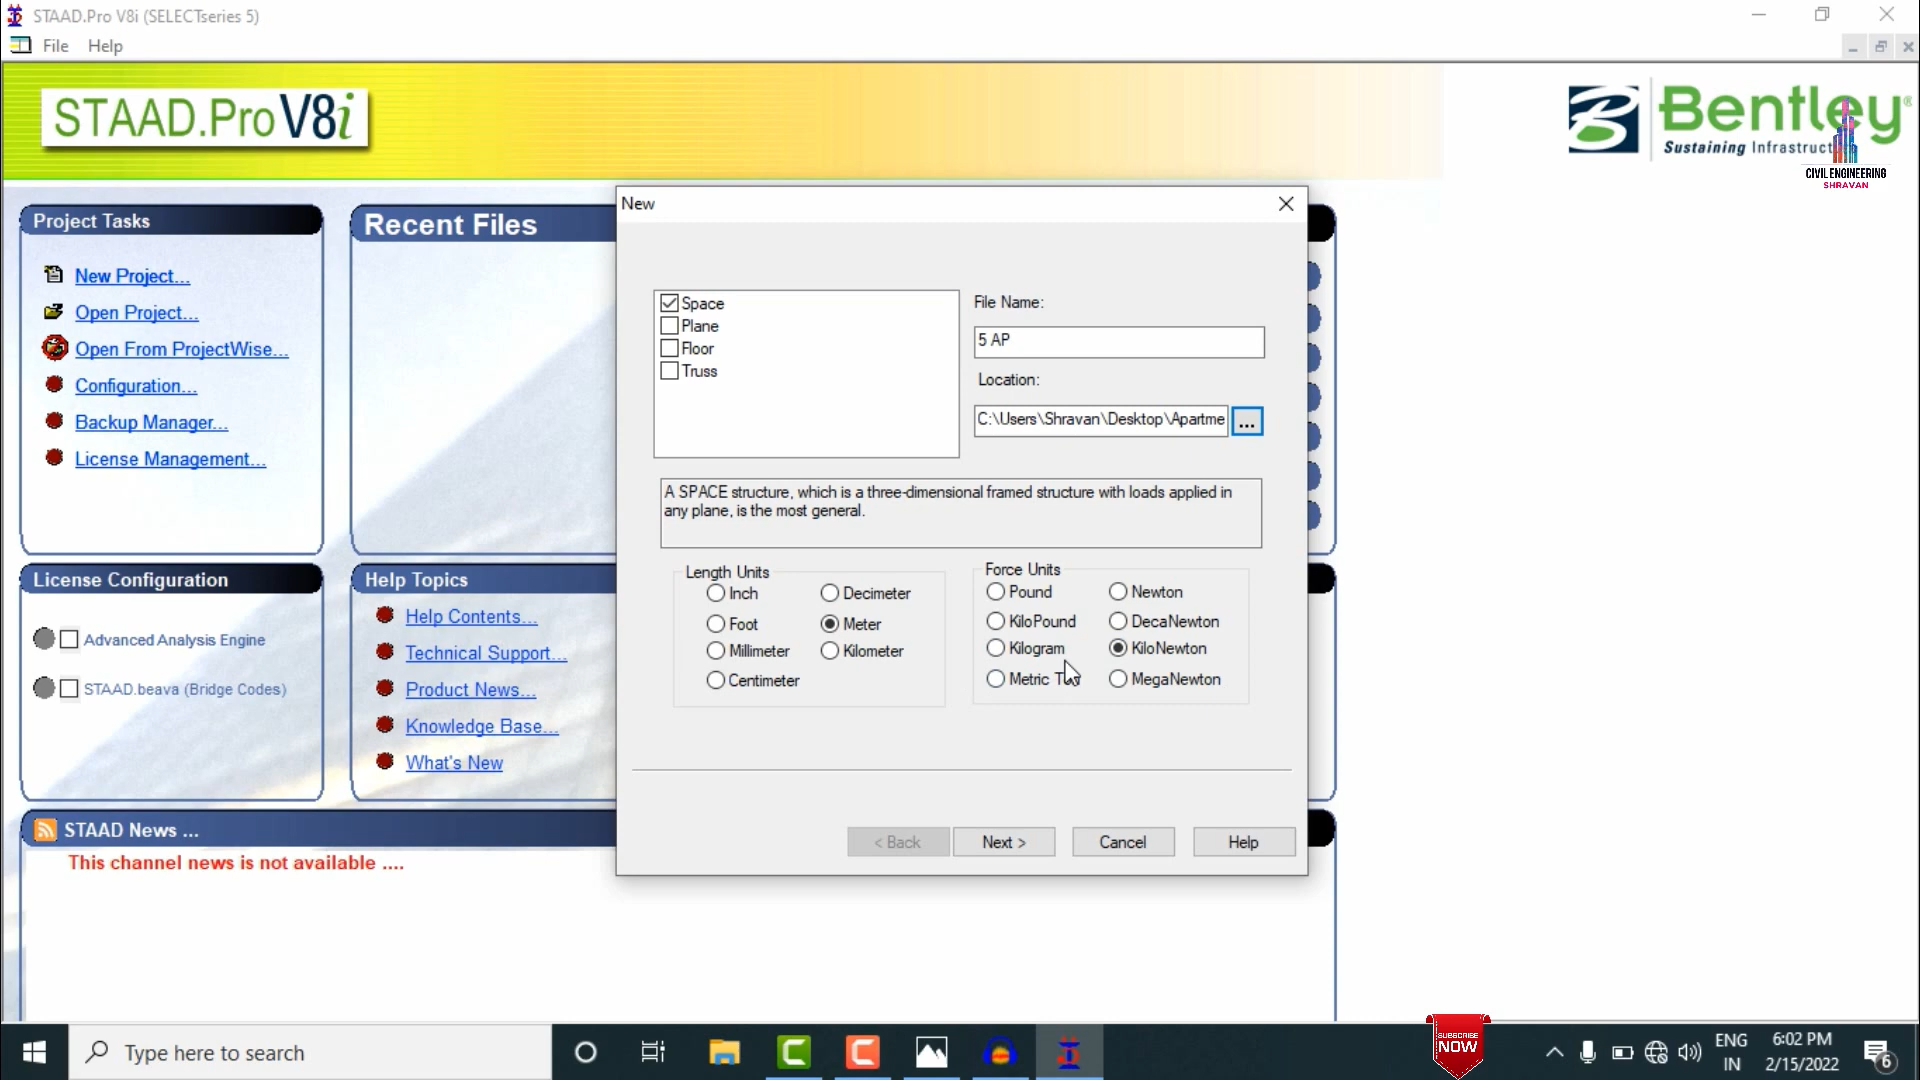 STAAD.Pro V8i (SELECTseries 5)
File Help
STAAD.Pro V8i
Bentley®
Sustaining Infrastruct
CIVIL ENGINEERING
SHRAVAN
Project Tasks
New Project...
Open Project...
Open From ProjectWise...
Configuration...
Backup Manager...
License Management...
Recent Files
New
Space
Plane
Floor
Truss
File Name:
5 AP
Location:
C:\Users\Shravan\Desktop\Apartme
...
A SPACE structure, which is a three-dimensional framed structure with loads applied in
any plane, is the most general.
Length Units
Inch
Foot
Millimeter
Centimeter
Decimeter
Meter
Kilometer
Force Units
Pound
KiloPound
Kilogram
Metric
Newton
DecaNewton
KiloNewton
MegaNewton
< Back
Next >
Cancel
Help
License Configuration
Advanced Analysis Engine
STAAD.beava (Bridge Codes)
Help Topics
Help Contents...
Technical Support...
Product News...
Knowledge Base...
What's New
STAAD News ...
This channel news is not available ....
Type here to search
SUBSCRIBE
NOW
ENG
IN
6:02 PM
2/15/2022
6